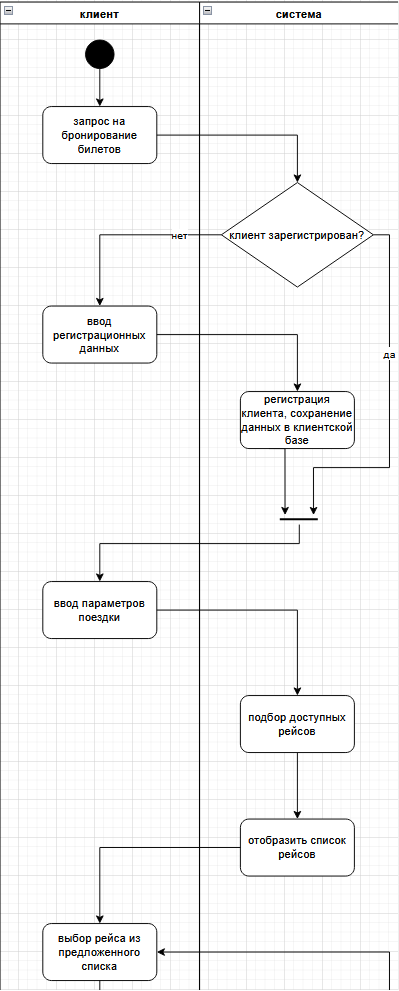 клиент
система
запрос на
бронирование
билетов
клиент зарегистрирован?
нет
ввод
регистрационных
данных
да
регистрация
клиента, сохранение
данных в клиентской
базе
ввод параметров
поездки
подбор доступных
рейсов
отобразить список
рейсов
выбор рейса из
предложенного
списка